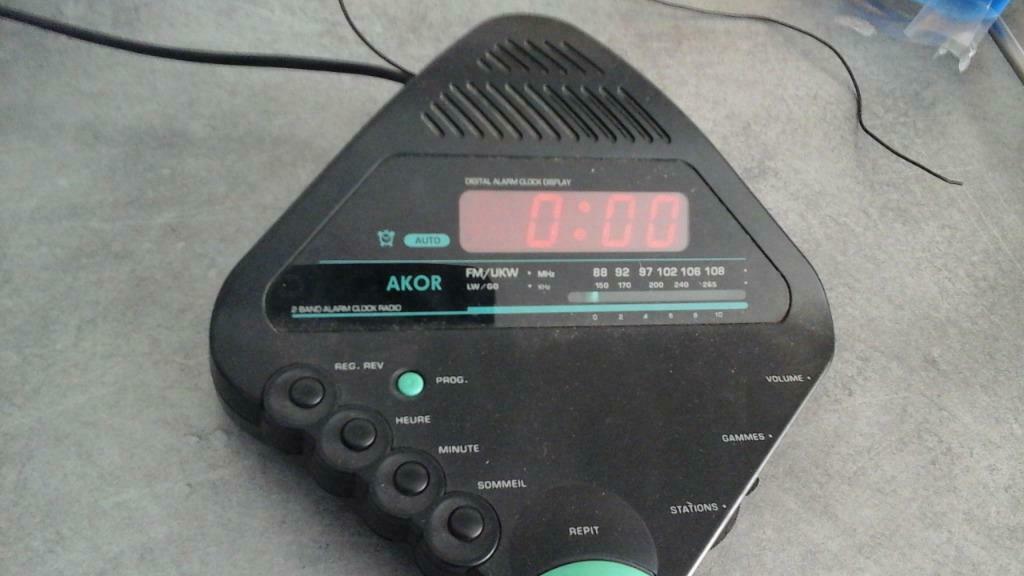 DIGITAL ALARM CLOCK DISPLAY
0:00
AUTO
AKOR
FM/UKW • MHz 88 92 97 102 106 108
LW/GO • KHz 150 170 200 240 265
2 BAND ALARM CLOCK RADIO
0 2 4 6 8 10
REG. REV
PROG.
VOLUME
HEURE
GAMMES
MINUTE
SOMMEIL
STATIONS
REPIT